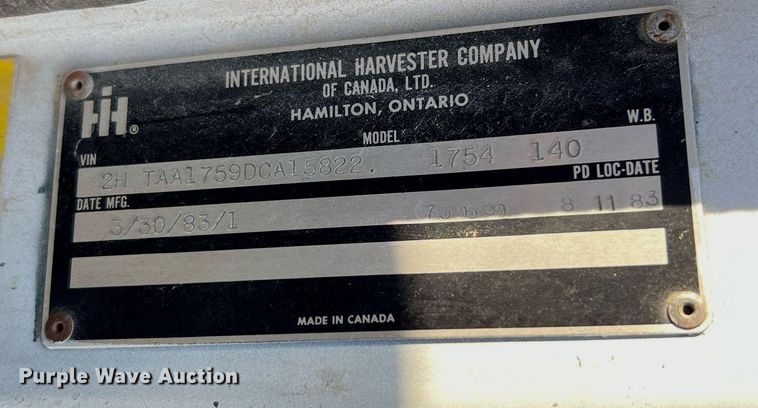 INTERNATIONAL HARVESTER COMPANY
OF CANADA, LTD.
HAMILTON, ONTARIO
IH ®
VIN MODEL W.B.
2H TAA1759DCA15822. 1754 140
DATE MFG. PD LOC-DATE
3/30/83/1 8 11 83
MADE IN CANADA
Purple Wave Auction